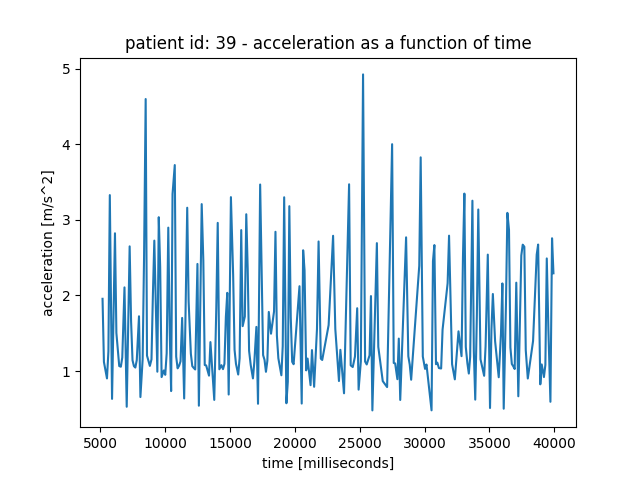 patient id: 39 - acceleration as a function of time
5
4
3
2
1
acceleration [m/s^2]
5000 10000 15000 20000 25000 30000 35000 40000
time [milliseconds]